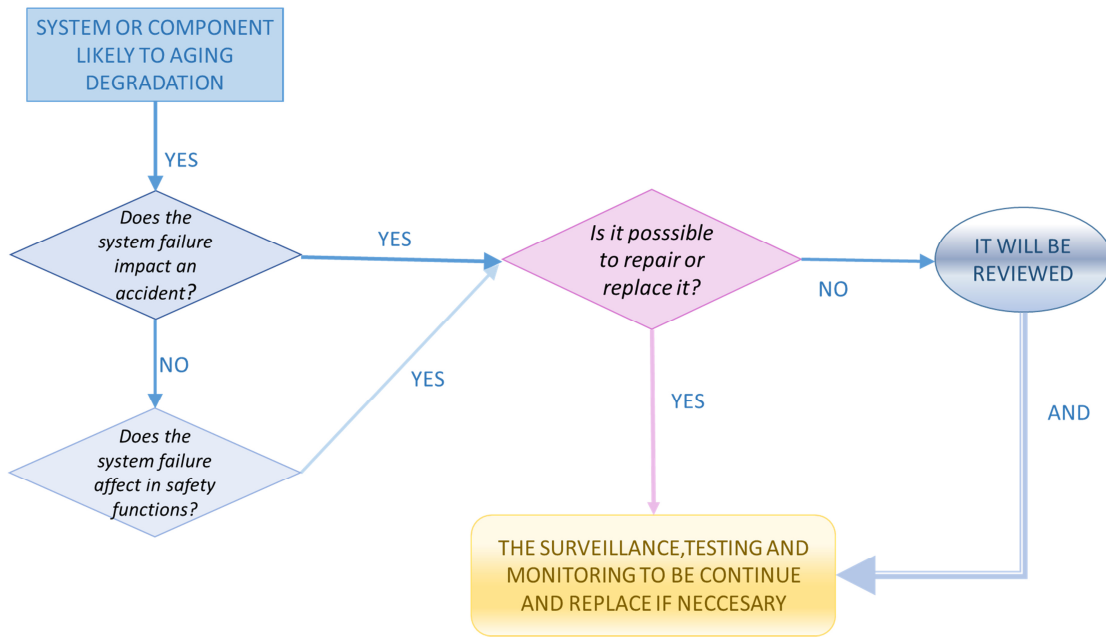 SYSTEM OR COMPONENT
LIKELY TO AGING
DEGRADATION
YES
Does the
system failure
impact an
accident?
YES
Is it posssible
to repair or
replace it?
NO
IT WILL BE
REVIEWED
NO
YES
YES
AND
Does the
system failure
affect in safety
functions?
THE SURVEILLANCE,TESTING AND
MONITORING TO BE CONTINUE
AND REPLACE IF NECCESARY